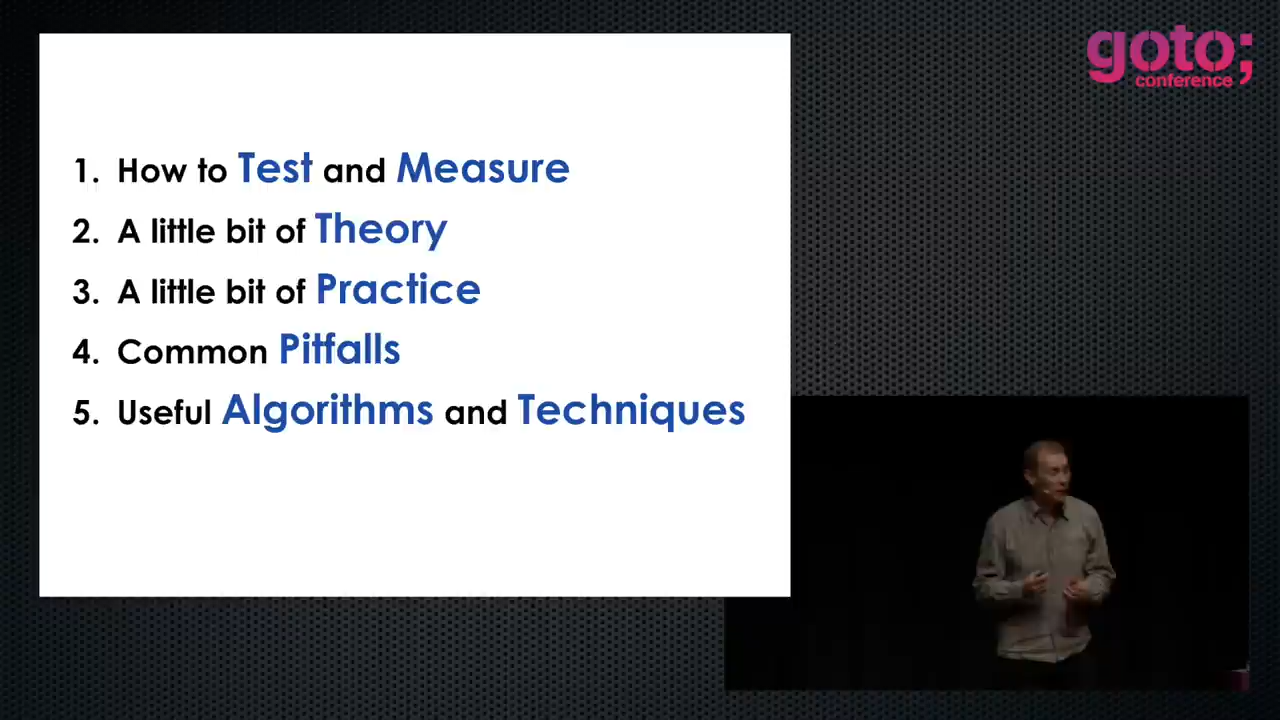 goto;
conference
1. How to Test and Measure
2. A little bit of Theory
3. A little bit of Practice
4. Common Pitfalls
5. Useful Algorithms and Techniques